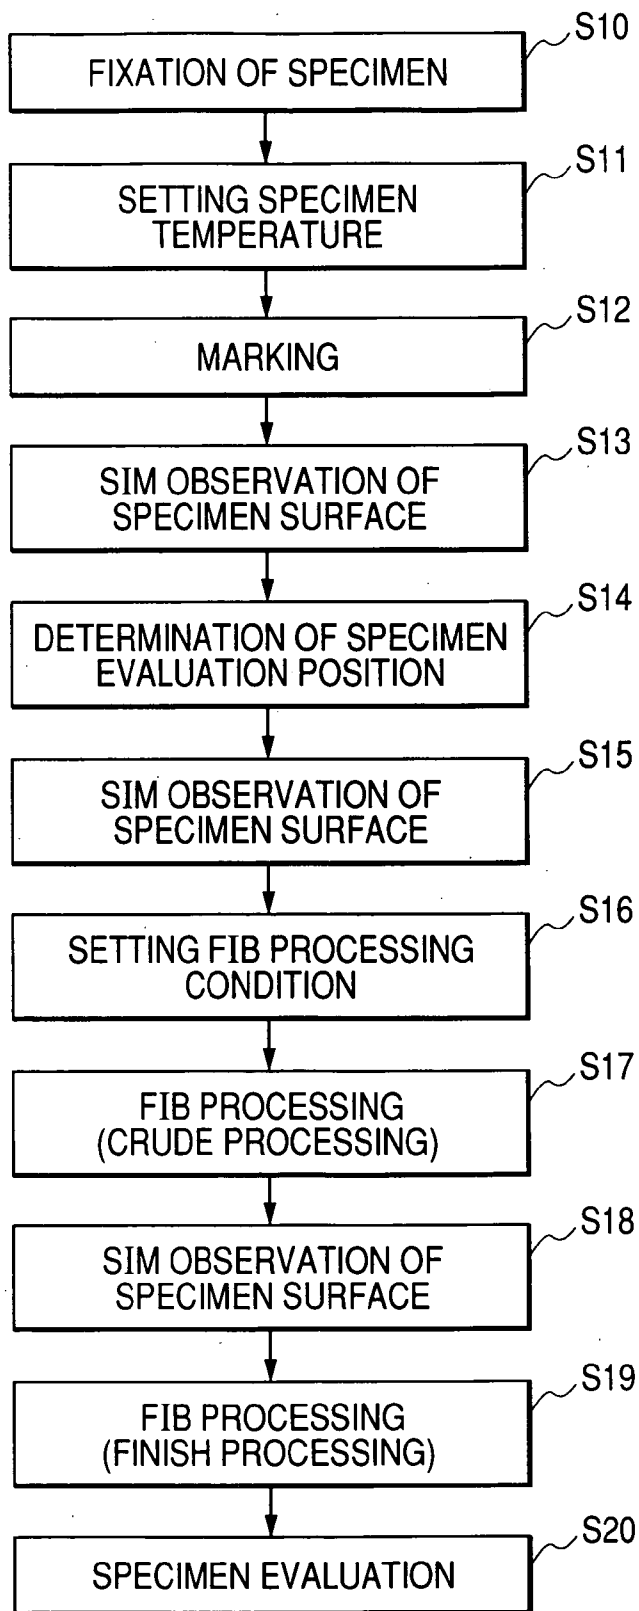 S10
FIXATION OF SPECIMEN
S11
SETTING SPECIMEN
TEMPERATURE
S12
MARKING
S13
SIM OBSERVATION OF
SPECIMEN SURFACE
S14
DETERMINATION OF SPECIMEN
EVALUATION POSITION
S15
SIM OBSERVATION OF
SPECIMEN SURFACE
S16
SETTING FIB PROCESSING
CONDITION
S17
FIB PROCESSING
(CRUDE PROCESSING)
S18
SIM OBSERVATION OF
SPECIMEN SURFACE
S19
FIB PROCESSING
(FINISH PROCESSING)
S20
SPECIMEN EVALUATION